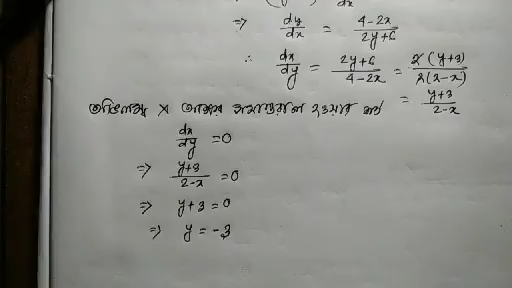 ⇒ dy/dx = (4-2x)/(2y+6)
∴ dx/dy = (2y+6)/(4-2x) = 2(y+3)/2(2-x)
= (y+3)/(2-x)
অভিলম্ব x অক্ষের সমান্তরাল হওয়ার শর্ত
dx/dy = 0
⇒ (y+3)/(2-x) = 0
⇒ y+3 = 0
⇒ y = -3